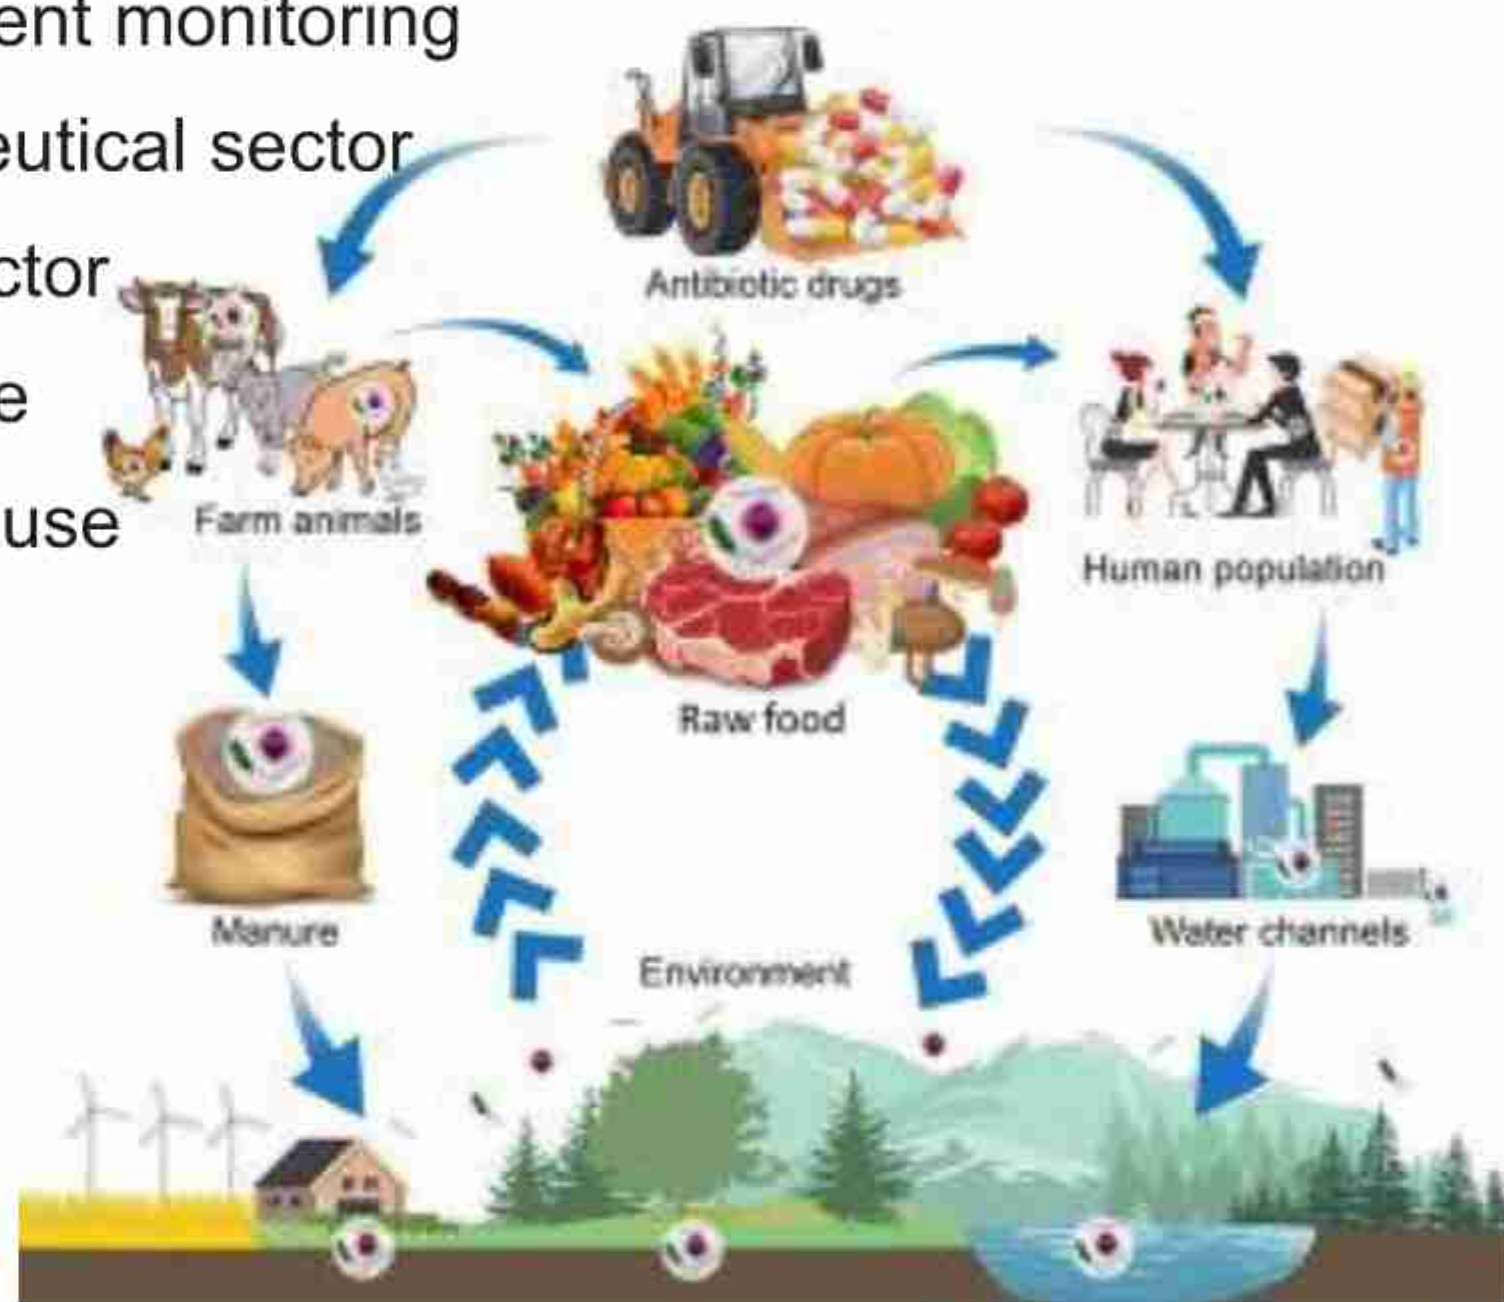 ent monitoring
eutical sector
ctor
e
use
Antibiotic drugs
Farm animals
Human population
Raw food
Manure
Water channels
Environment